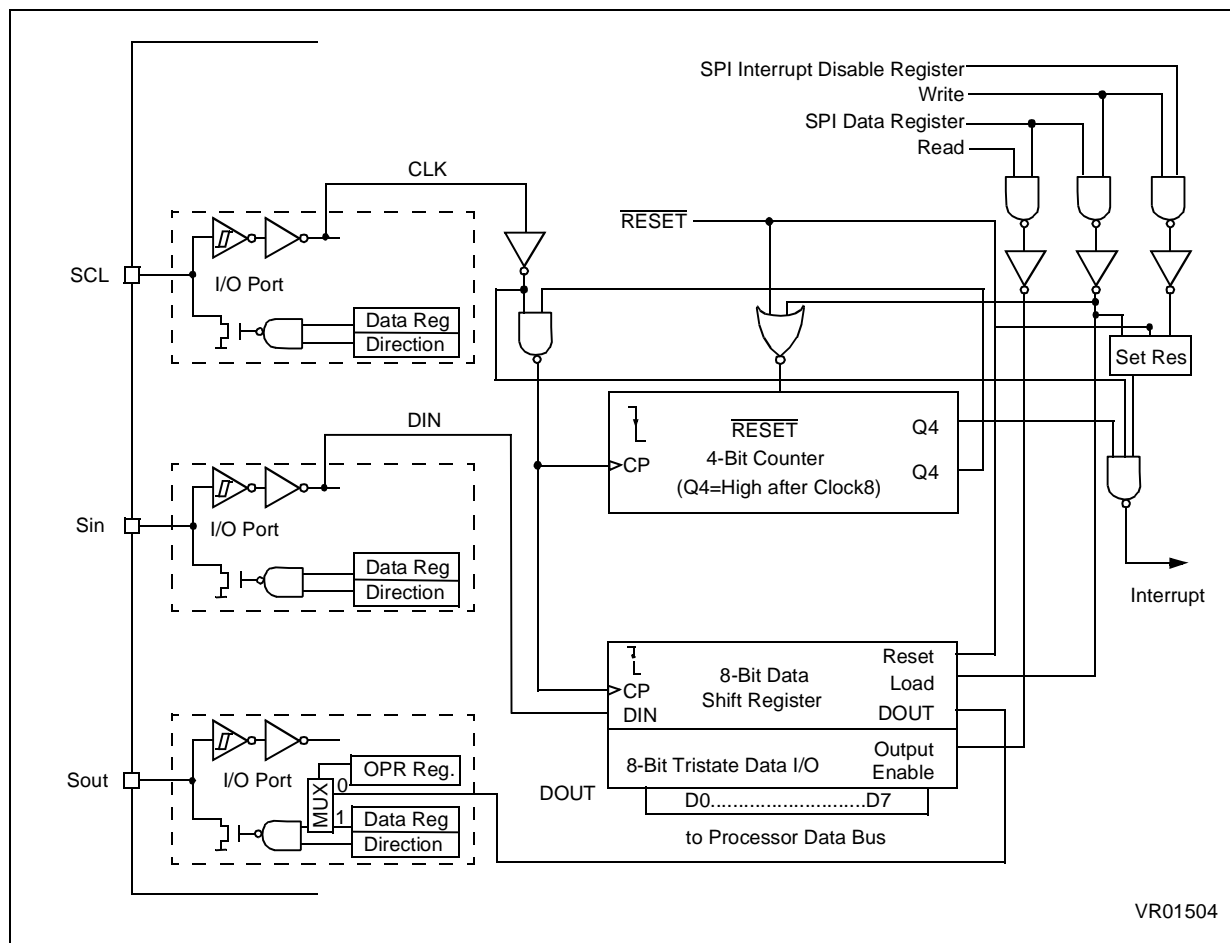 SPI Interrupt Disable Register
Write
SPI Data Register
Read
CLK
RESET
SCL
I/O Port
Data Reg
Direction
Set Res
DIN
RESET
4-Bit Counter
(Q4=High after Clock8)
CP
Q4
Q4
Sin
I/O Port
Data Reg
Direction
Interrupt
8-Bit Data
Shift Register
CP
DIN
Reset
Load
DOUT
Sout
I/O Port
OPR Reg.
MUX
0
1
Data Reg
Direction
DOUT
8-Bit Tristate Data I/O
Output
Enable
D0...........................D7
to Processor Data Bus
VR01504